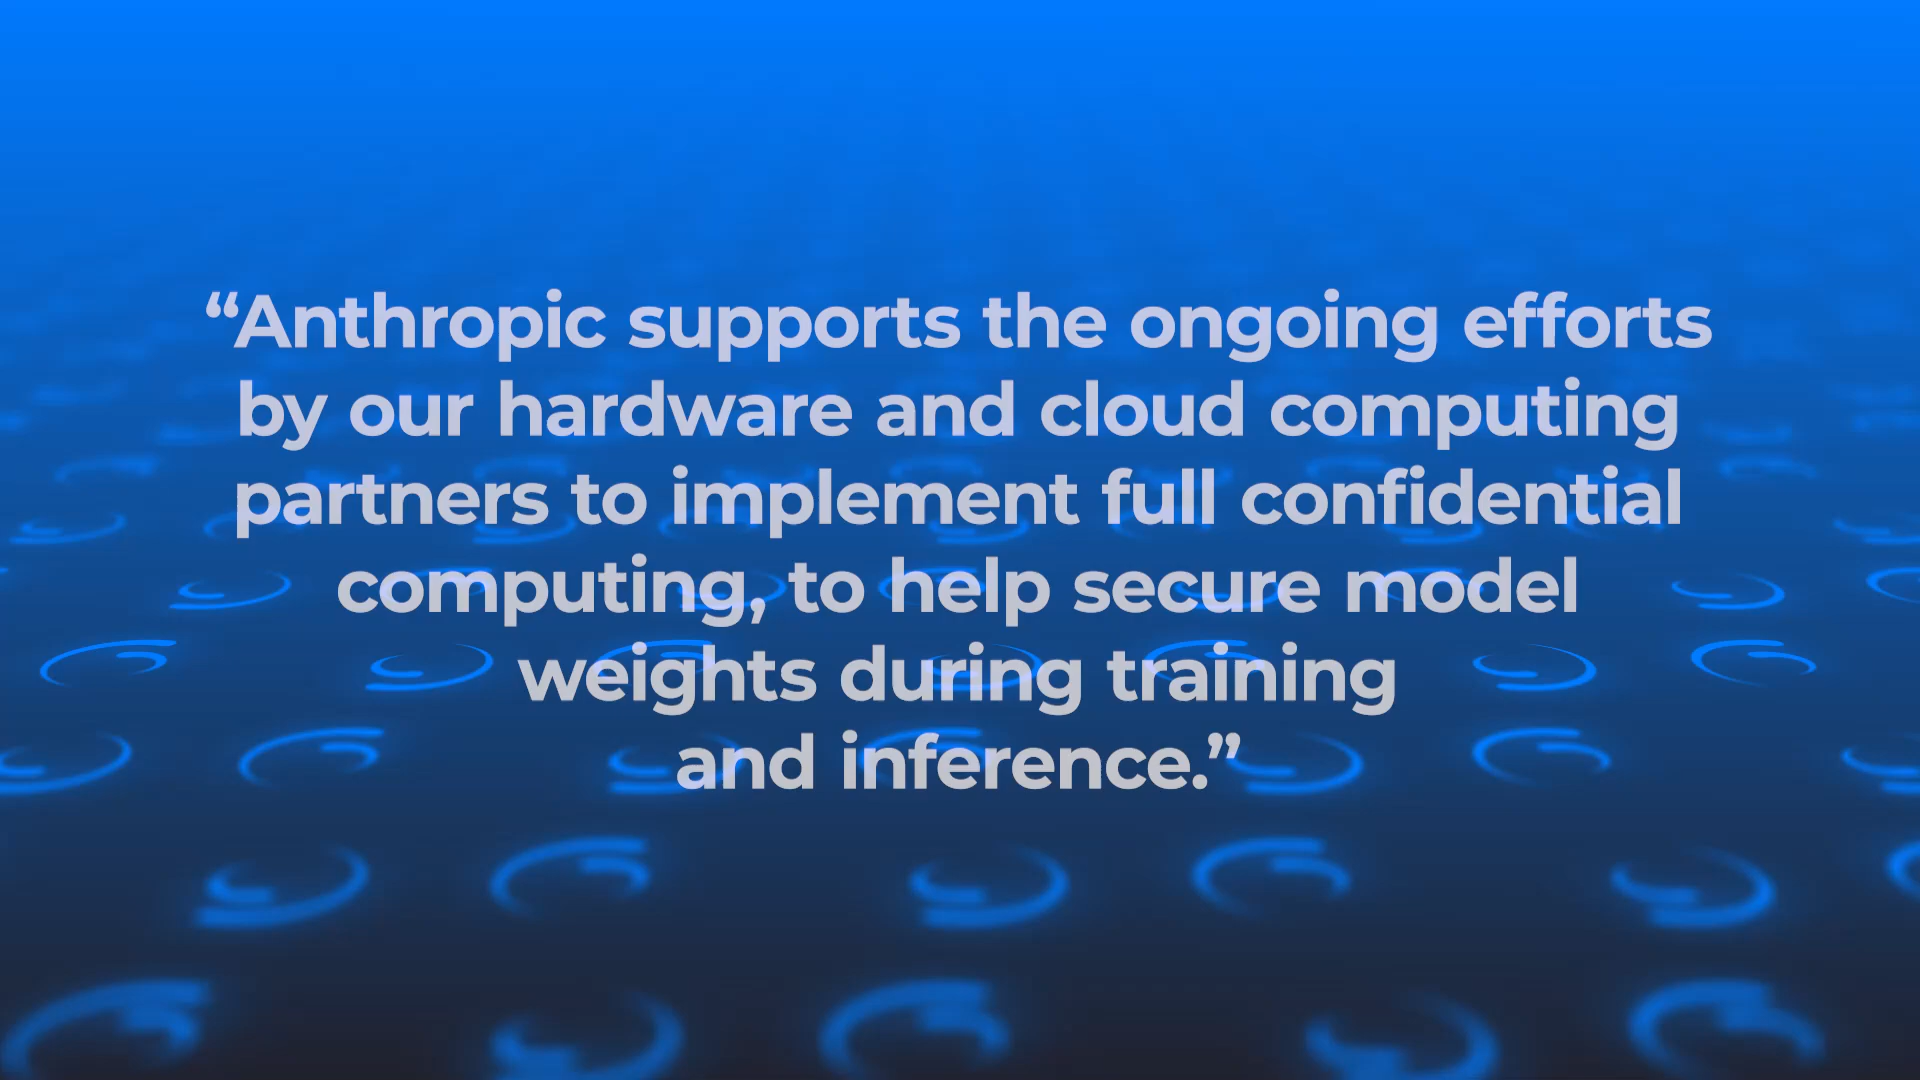 “Anthropic supports the ongoing efforts
by our hardware and cloud computing
partners to implement full confidential
computing, to help secure model
weights during training
and inference.”